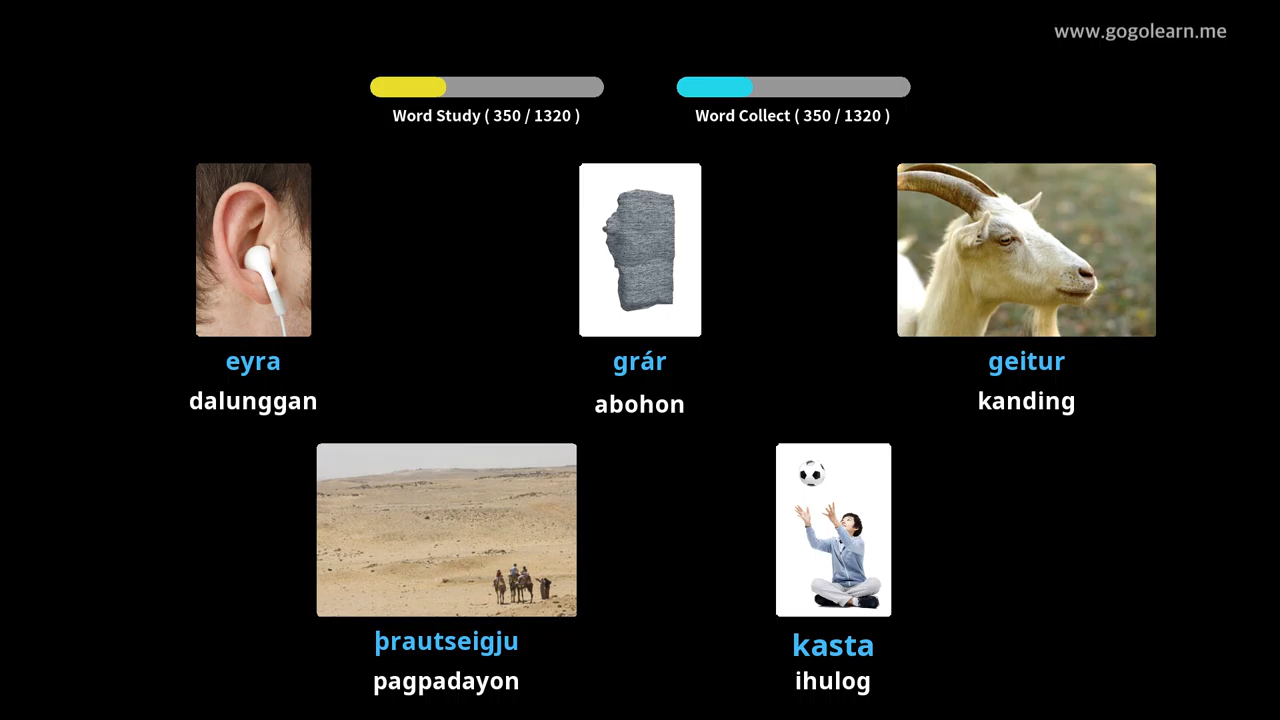 www.gogolearn.me
Word Study ( 350 / 1320 )
Word Collect ( 350 / 1320 )
eyra
dalunggan
grár
abohon
geitur
kanding
þrautseigju
pagpadayon
kasta
ihulog